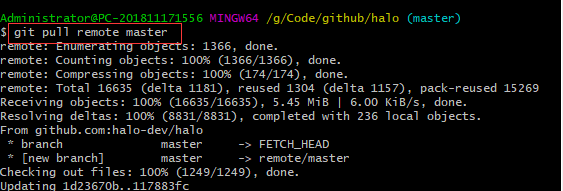 Administrator@PC-201811171556 MINGW64 /g/Code/github/halo (master)
$ git pull remote master
remote: Enumerating objects: 1366, done.
remote: Counting objects: 100% (1366/1366), done.
remote: Compressing objects: 100% (174/174), done.
remote: Total 16635 (delta 1181), reused 1304 (delta 1157), pack-reused 15269
Receiving objects: 100% (16635/16635), 5.45 MiB | 6.00 KiB/s, done.
Resolving deltas: 100% (8831/8831), completed with 236 local objects.
From github.com:halo-dev/halo
 * branch            master     -> FETCH_HEAD
 * [new branch]      master     -> remote/master
Checking out files: 100% (1249/1249), done.
Updating 1d23670b..117883fc